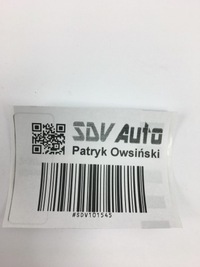 SDV Auto
Patryk Owsiński
#SDV101545